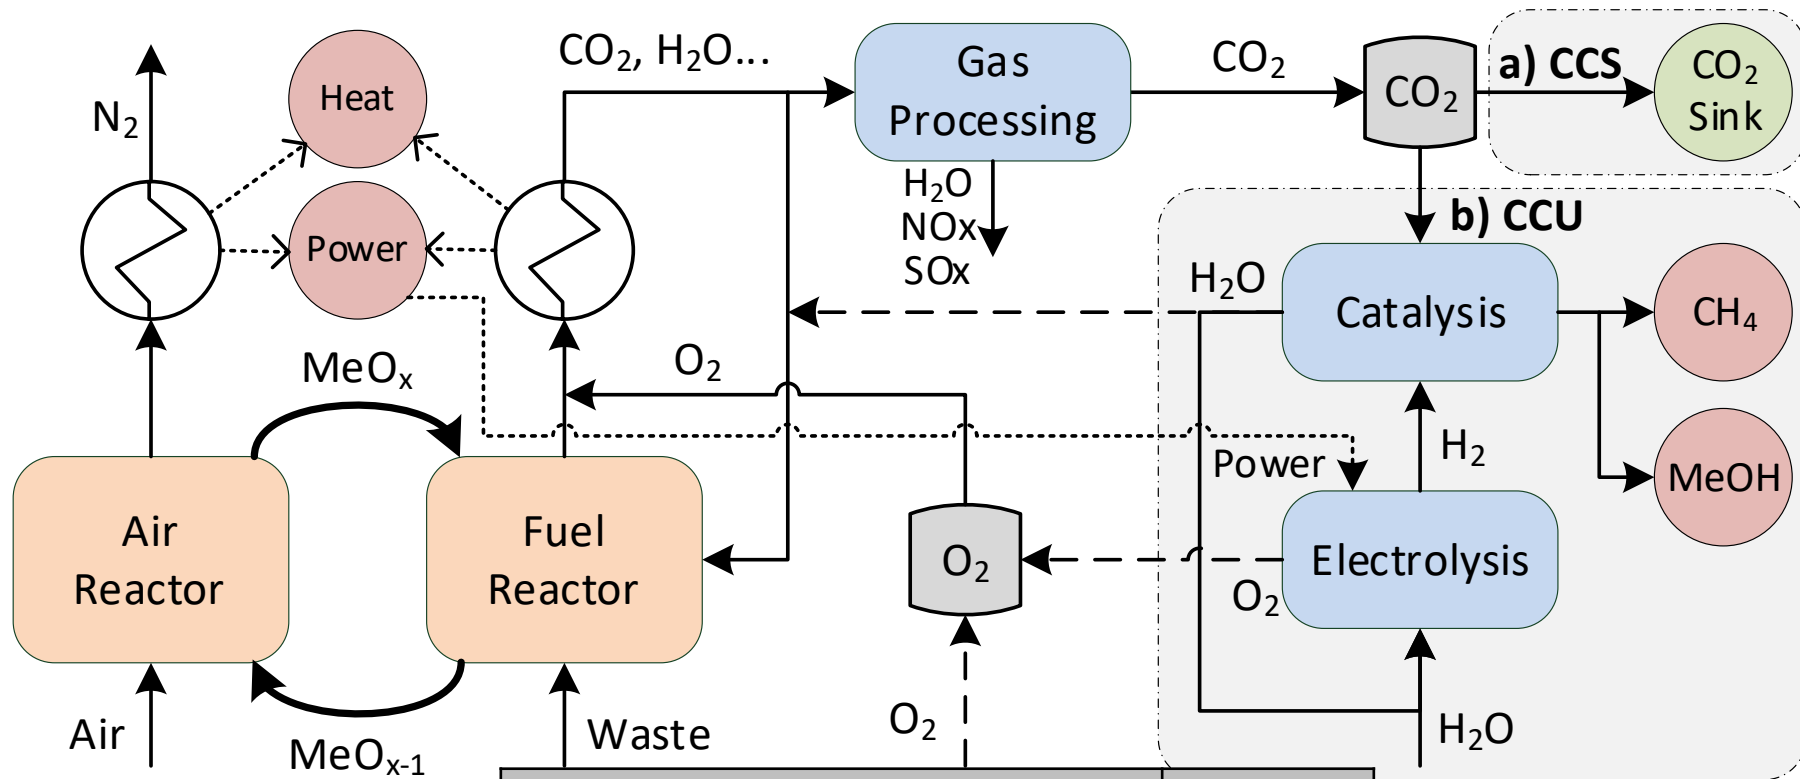 CO₂, H₂O...
Gas
Processing
CO₂
CO₂
a) CCS
CO₂
Sink
N₂
Heat
Power
H₂O
NOx
SOx
b) CCU
H₂O
Catalysis
CH₄
MeOₓ
O₂
Power
H₂
MeOH
Air
Reactor
Fuel
Reactor
O₂
O₂
Electrolysis
Air
MeOₓ₋₁
Waste
O₂
H₂O